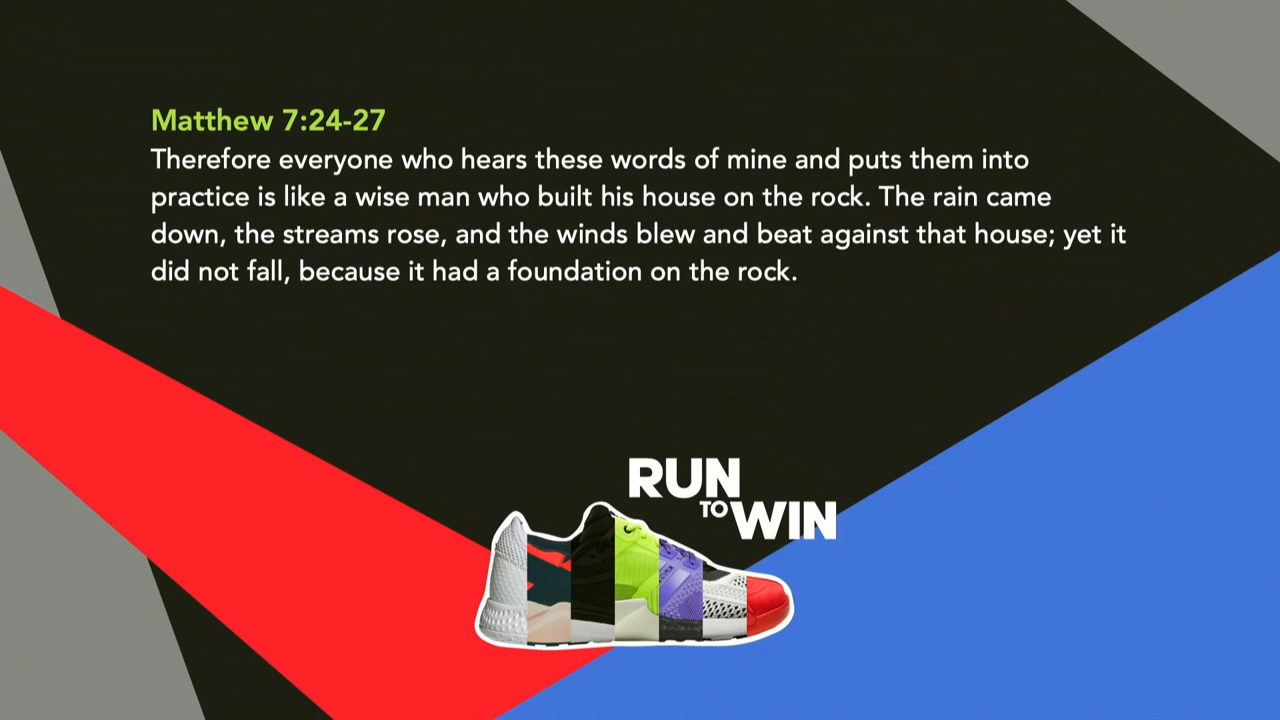 Matthew 7:24-27
Therefore everyone who hears these words of mine and puts them into
practice is like a wise man who built his house on the rock. The rain came
down, the streams rose, and the winds blew and beat against that house; yet it
did not fall, because it had a foundation on the rock.
RUN
TO WIN